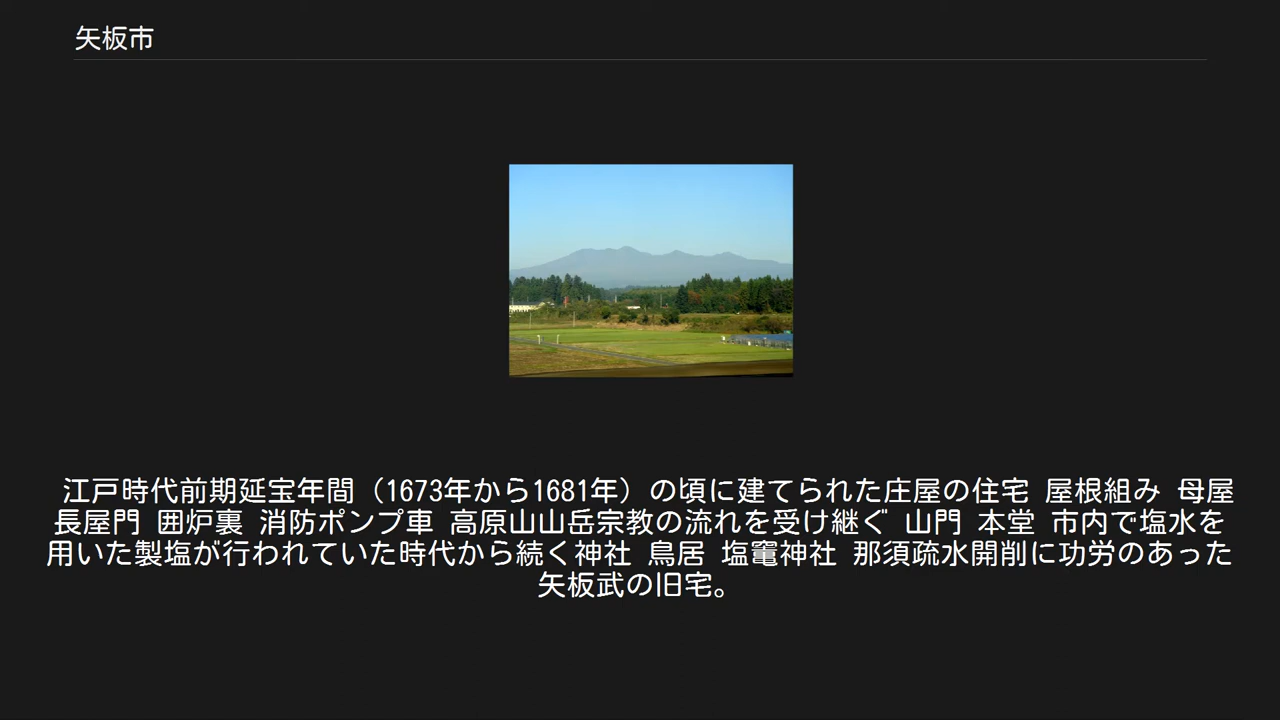 矢板市
江戸時代前期延宝年間（1673年から1681年）の頃に建てられた庄屋の住宅 屋根組み 母屋
長屋門 囲炉裏 消防ポンプ車 高原山山岳宗教の流れを受け継ぐ 山門 本堂 市内で塩水を
用いた製塩が行われていた時代から続く神社 鳥居 塩竃神社 那須疏水開削に功労のあった
矢板武の旧宅。